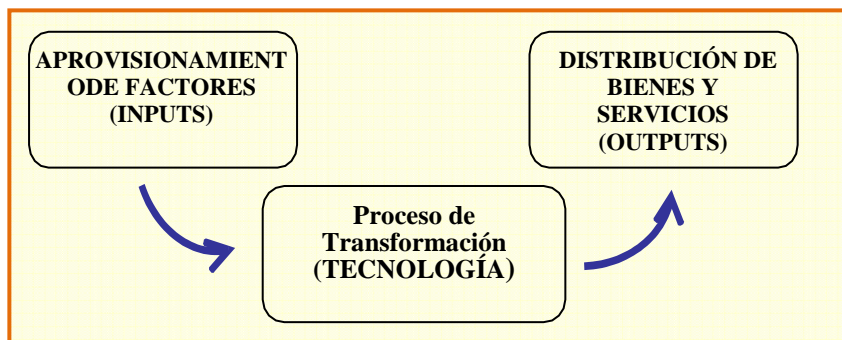 APROVISIONAMIENT
ODE FACTORES
(INPUTS)
DISTRIBUCIÓN DE
BIENES Y
SERVICIOS
(OUTPUTS)
Proceso de
Transformación
(TECNOLOGÍA)